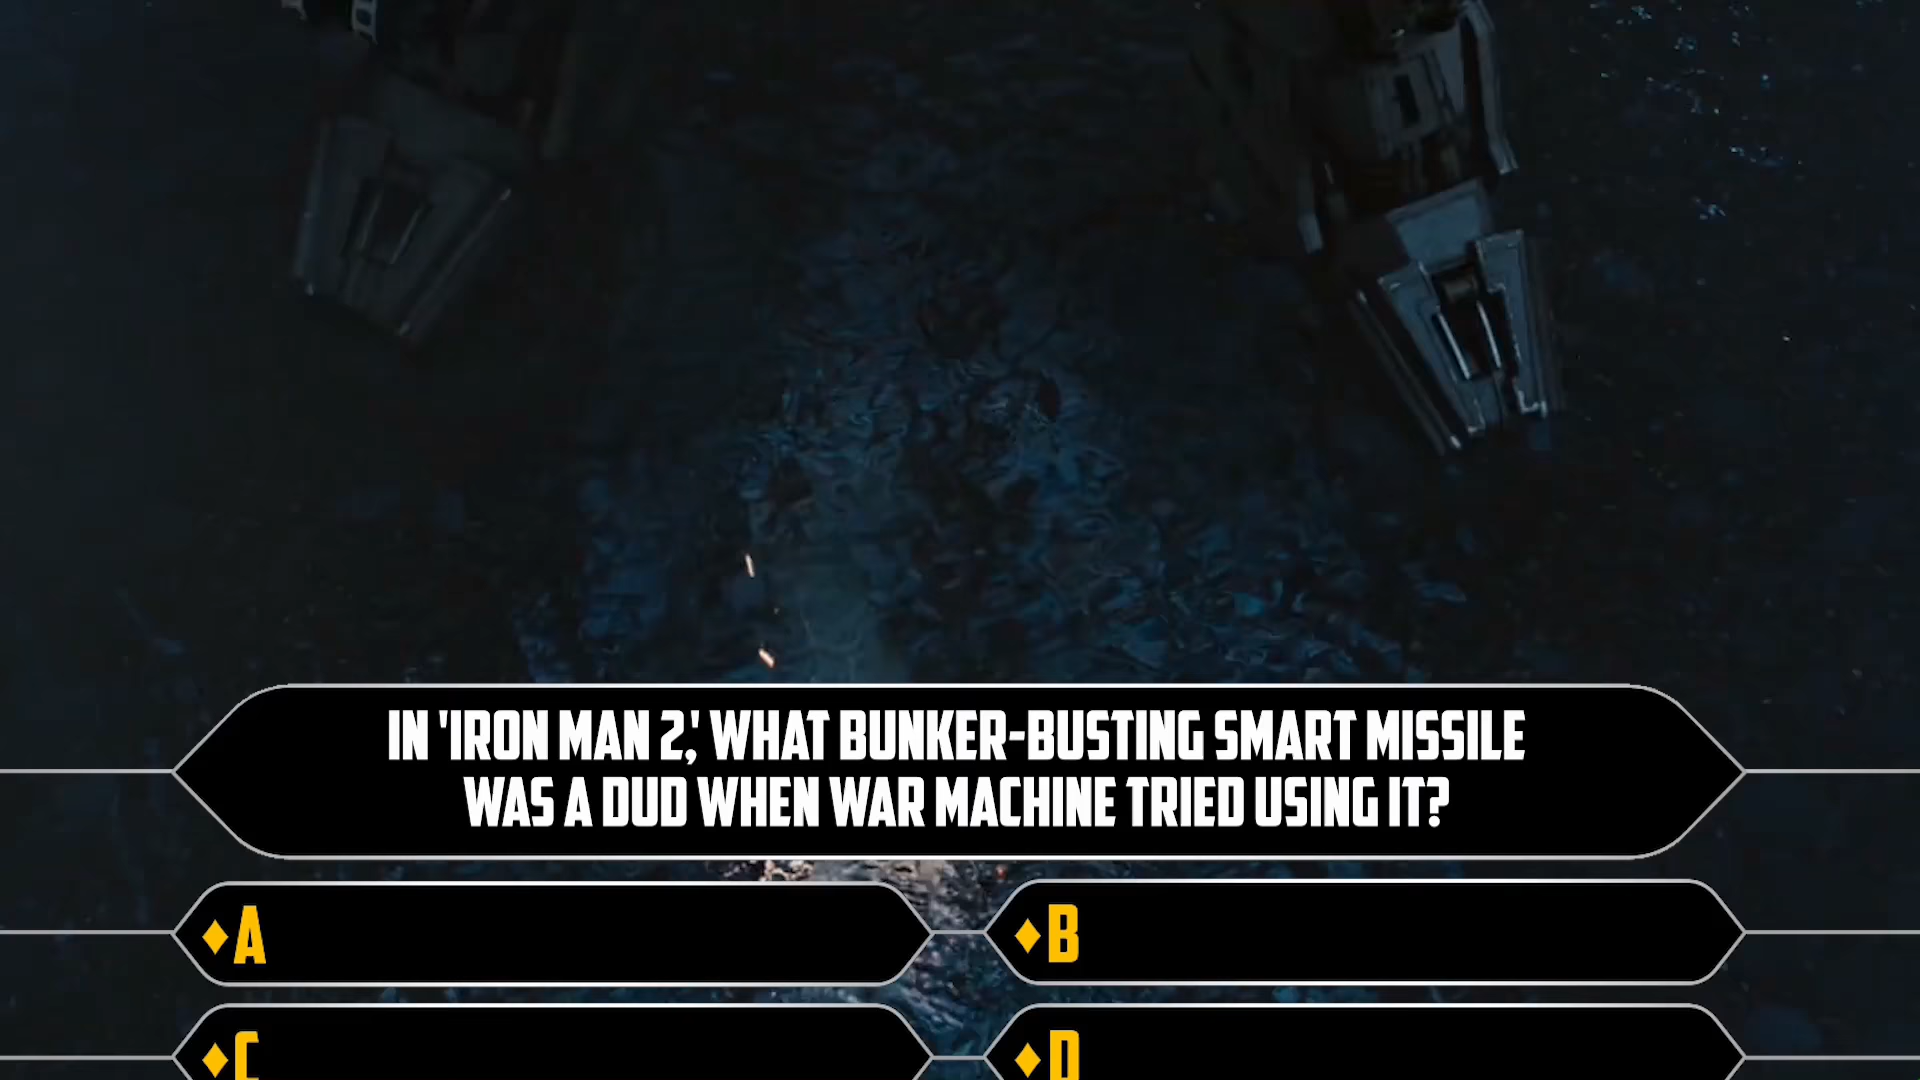 IN 'IRON MAN 2,' WHAT BUNKER-BUSTING SMART MISSILE
WAS A DUD WHEN WAR MACHINE TRIED USING IT?
A
B
C
D